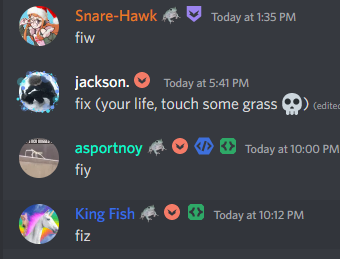 Snare-Hawk Today at 1:35 PM
fiw
jackson. Today at 5:41 PM
fix (your life, touch some grass 💀) (edited
asportnoy Today at 10:00 PM
fiy
King Fish Today at 10:12 PM
fiz